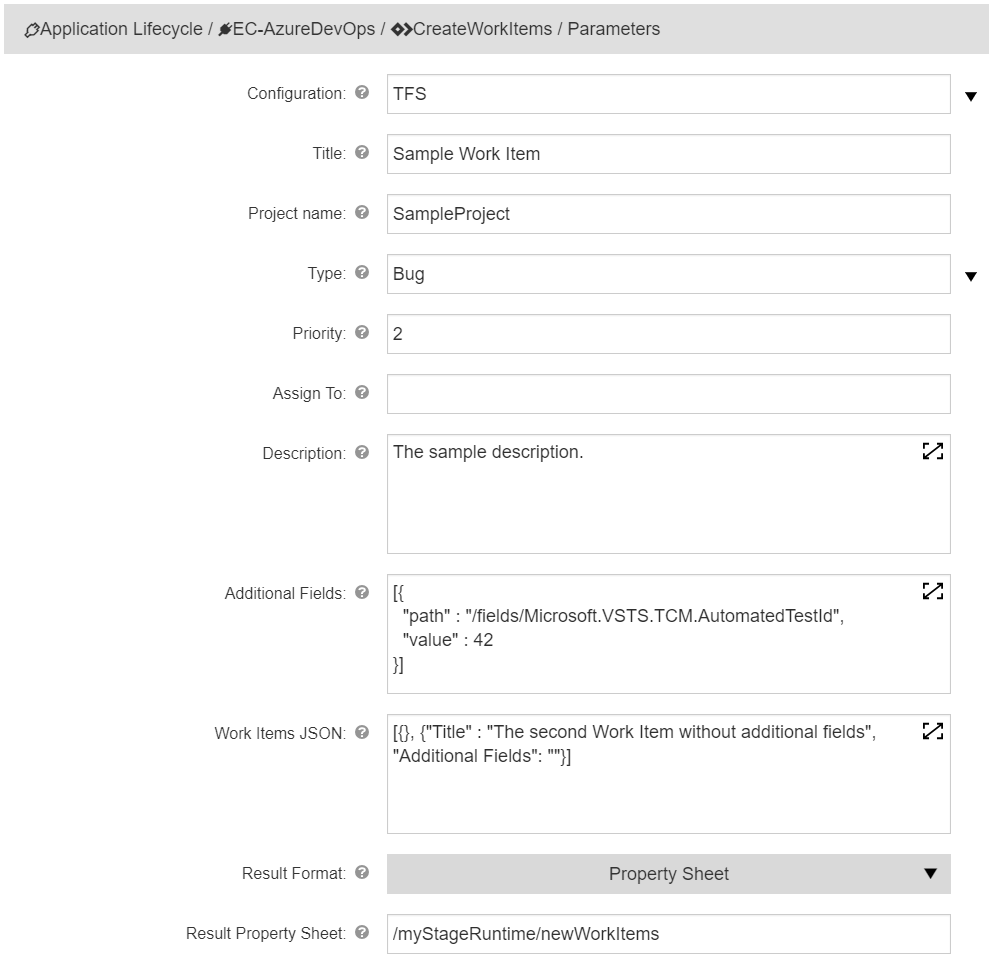 Application Lifecycle / EC-AzureDevOps / CreateWorkItems / Parameters
Configuration: TFS
Title: Sample Work Item
Project name: SampleProject
Type: Bug
Priority: 2
Assign To:
Description: The sample description.
Additional Fields: [{
"path" : "/fields/Microsoft.VSTS.TCM.AutomatedTestId",
"value" : 42
}]
Work Items JSON: [{}, {"Title" : "The second Work Item without additional fields",
"Additional Fields": ""}]
Result Format: Property Sheet
Result Property Sheet: /myStageRuntime/newWorkItems